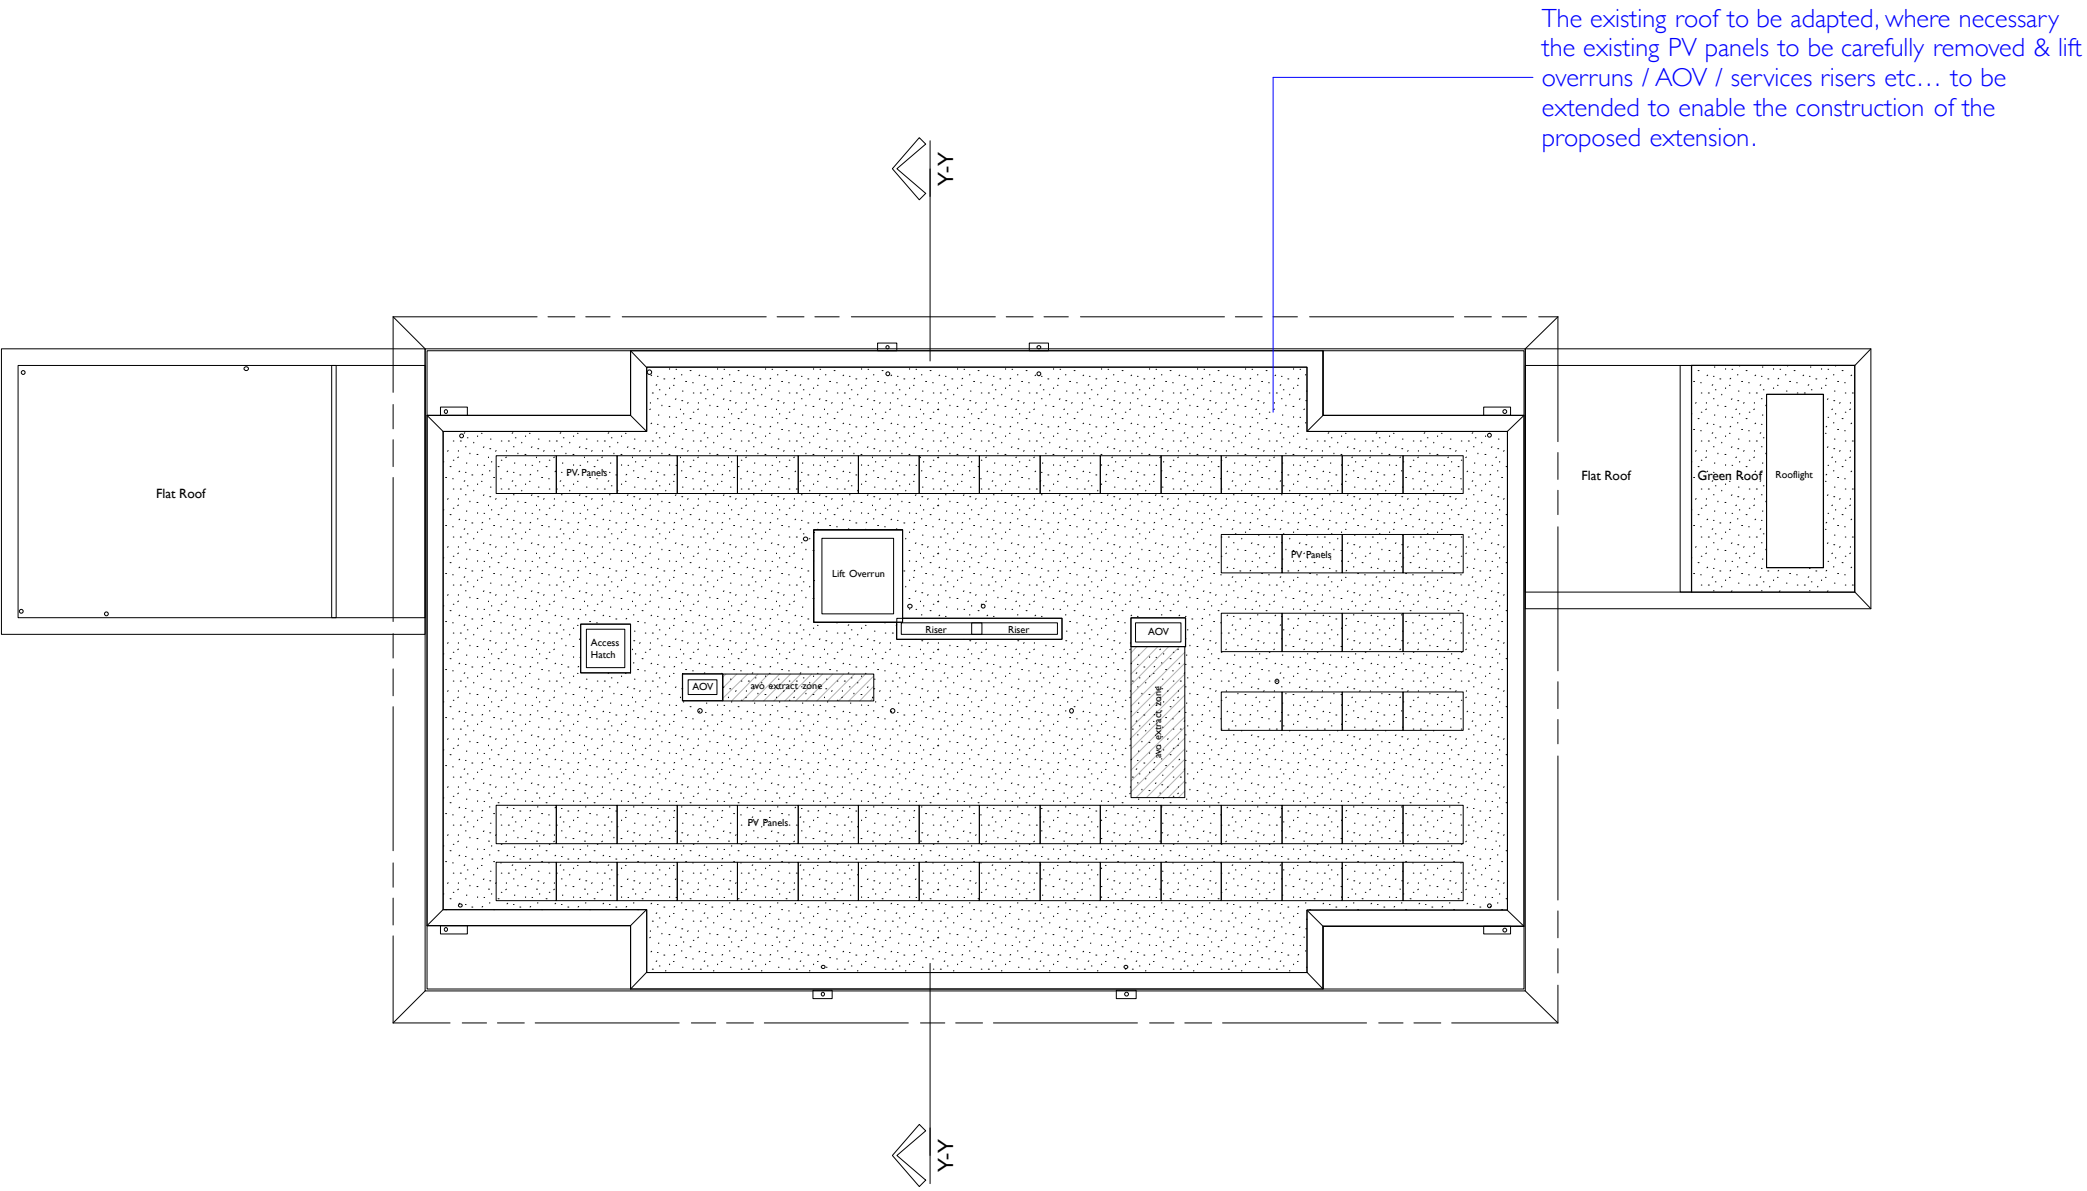 The existing roof to be adapted, where necessary
the existing PV panels to be carefully removed & lift
overruns / AOV / services risers etc... to be
extended to enable the construction of the
proposed extension.
Y-Y
PV Panels
Flat Roof
Flat Roof
Green Roof
Rooflight
PV Panels
Lift Overrun
Riser
Riser
AOV
Access
Hatch
AOV
avo extract zone
avo extract zone
PV Panels
Y-Y